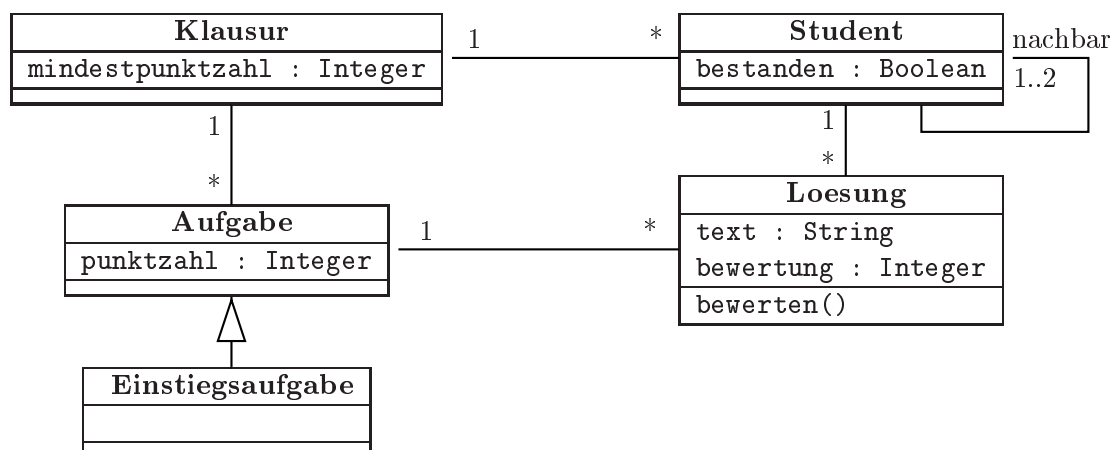 Klausur
mindestpunktzahl : Integer
1
*
Student
bestanden : Boolean
nachbar
1..2
1
*
1
*
Aufgabe
punktzahl : Integer
1
*
Loesung
text : String
bewertung : Integer
bewerten()
Einstiegsaufgabe